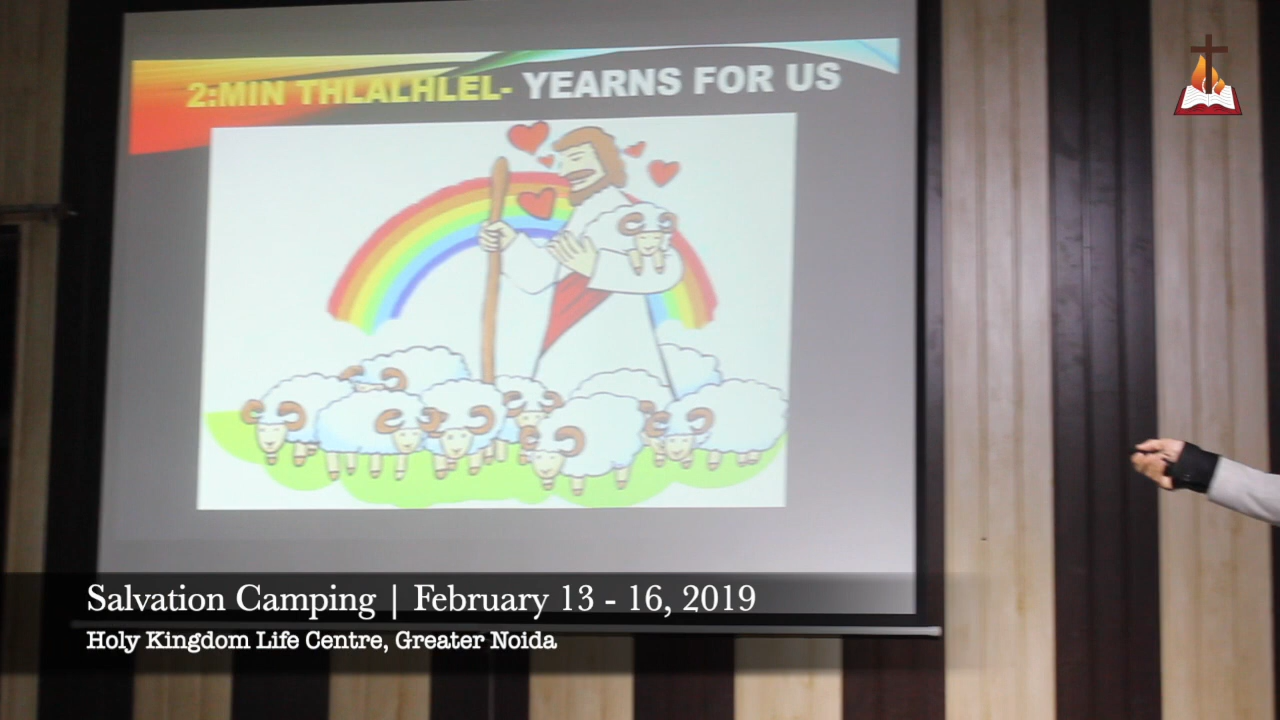 2:MIN THLALHLEL- YEARNS FOR US
Salvation Camping | February 13 - 16, 2019
Holy Kingdom Life Centre, Greater Noida